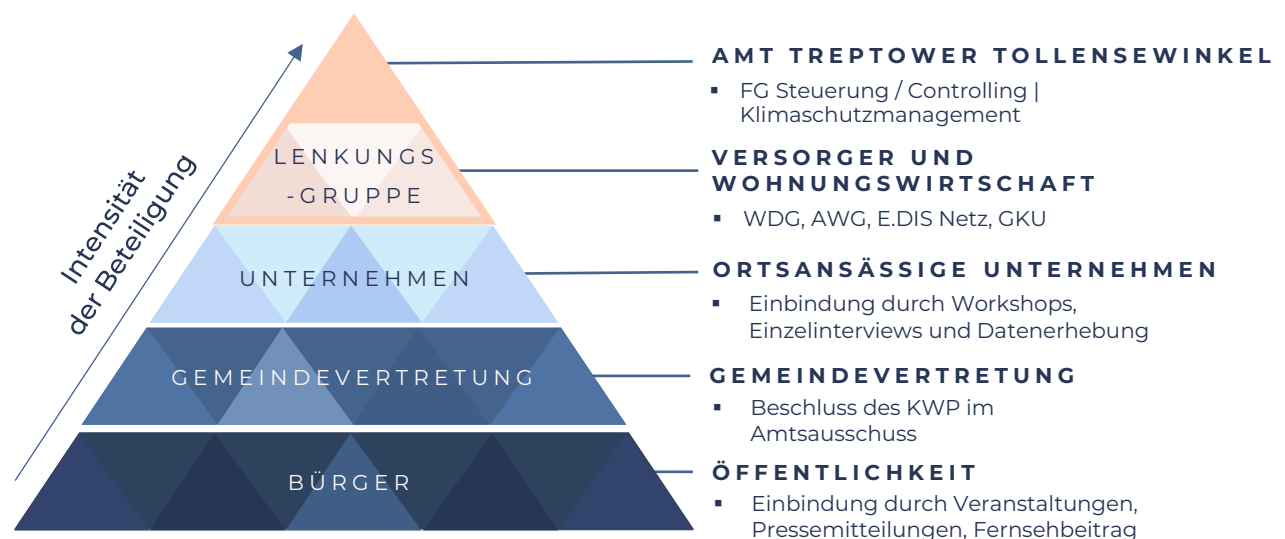 Intensität
der Beteiligung
LENKUNGS
-GRUPPE
UNTERNEHMEN
GEMEINDEVERTRETUNG
BÜRGER
AMT TREPTOWER TOLLENSEWINKEL
▪ FG Steuerung / Controlling |
Klimaschutzmanagement
VERSORGER UND
WOHNUNGSWIRTSCHAFT
▪ WDG, AWG, E.DIS Netz, GKU
ORTSANSÄSSIGE UNTERNEHMEN
▪ Einbindung durch Workshops,
Einzelinterviews und Datenerhebung
GEMEINDEVERTRETUNG
▪ Beschluss des KWP im
Amtsausschuss
ÖFFENTLICHKEIT
▪ Einbindung durch Veranstaltungen,
Pressemitteilungen, Fernsehbeitrag